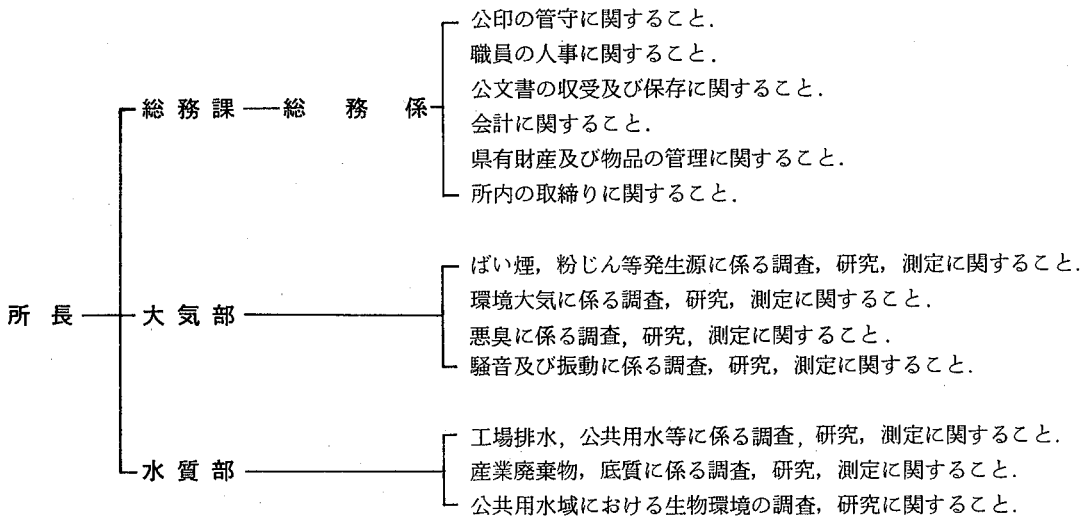 公印の管守に関すること.
職員の人事に関すること.
公文書の収受及び保存に関すること.
総務課 総務係 会計に関すること.
県有財産及び物品の管理に関すること.
所内の取締りに関すること.
ばい煙, 粉じん等発生源に係る調査, 研究, 測定に関すること.
環境大気に係る調査, 研究, 測定に関すること.
所長 大気部
悪臭に係る調査, 研究, 測定に関すること.
騒音及び振動に係る調査, 研究, 測定に関すること.
工場排水, 公共用水等に係る調査, 研究, 測定に関すること.
水質部 産業廃棄物, 底質に係る調査, 研究, 測定に関すること.
公共用水域における生物環境の調査, 研究に関すること.